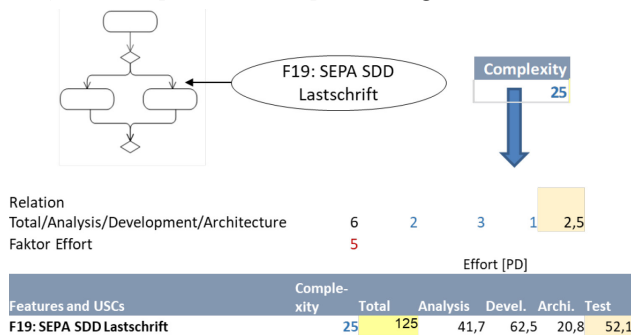 F19: SEPA SDD
Lastschrift
Complexity
25
Relation
Total/Analysis/Development/Architecture 6 2 3 1 2,5
Faktor Effort 5
Effort [PD]
Comple-
Features and USCs xity Total Analysis Devel. Archi. Test
F19: SEPA SDD Lastschrift 25 125 41,7 62,5 20,8 52,1